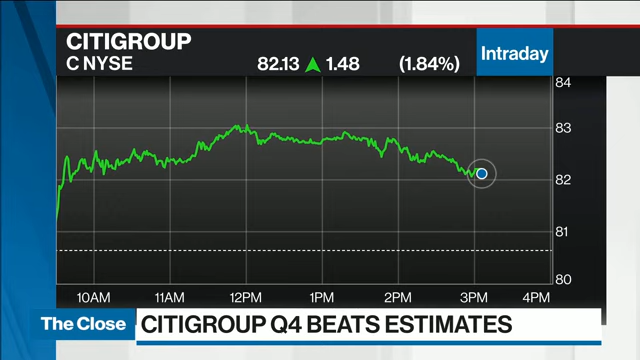 CITIGROUP
C NYSE
82.13 ▲ 1.48 (1.84%)
Intraday
84
83
82
81
80
10AM 11AM 12PM 1PM 2PM 3PM 4PM
The Close
CITIGROUP Q4 BEATS ESTIMATES